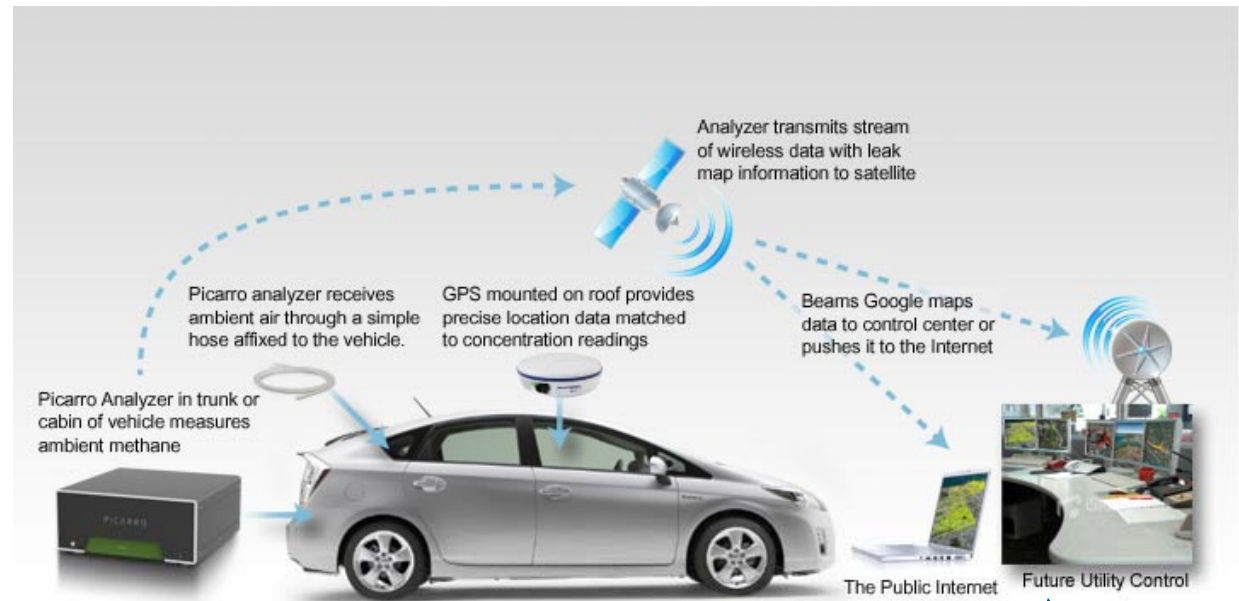 Analyzer transmits stream
of wireless data with leak
map information to satellite
Picarro analyzer receives
ambient air through a simple
hose affixed to the vehicle.
GPS mounted on roof provides
precise location data matched
to concentration readings
Beams Google maps
data to control center or
pushes it to the Internet
Picarro Analyzer in trunk or
cabin of vehicle measures
ambient methane
PICARRO
The Public Internet
Future Utility Control